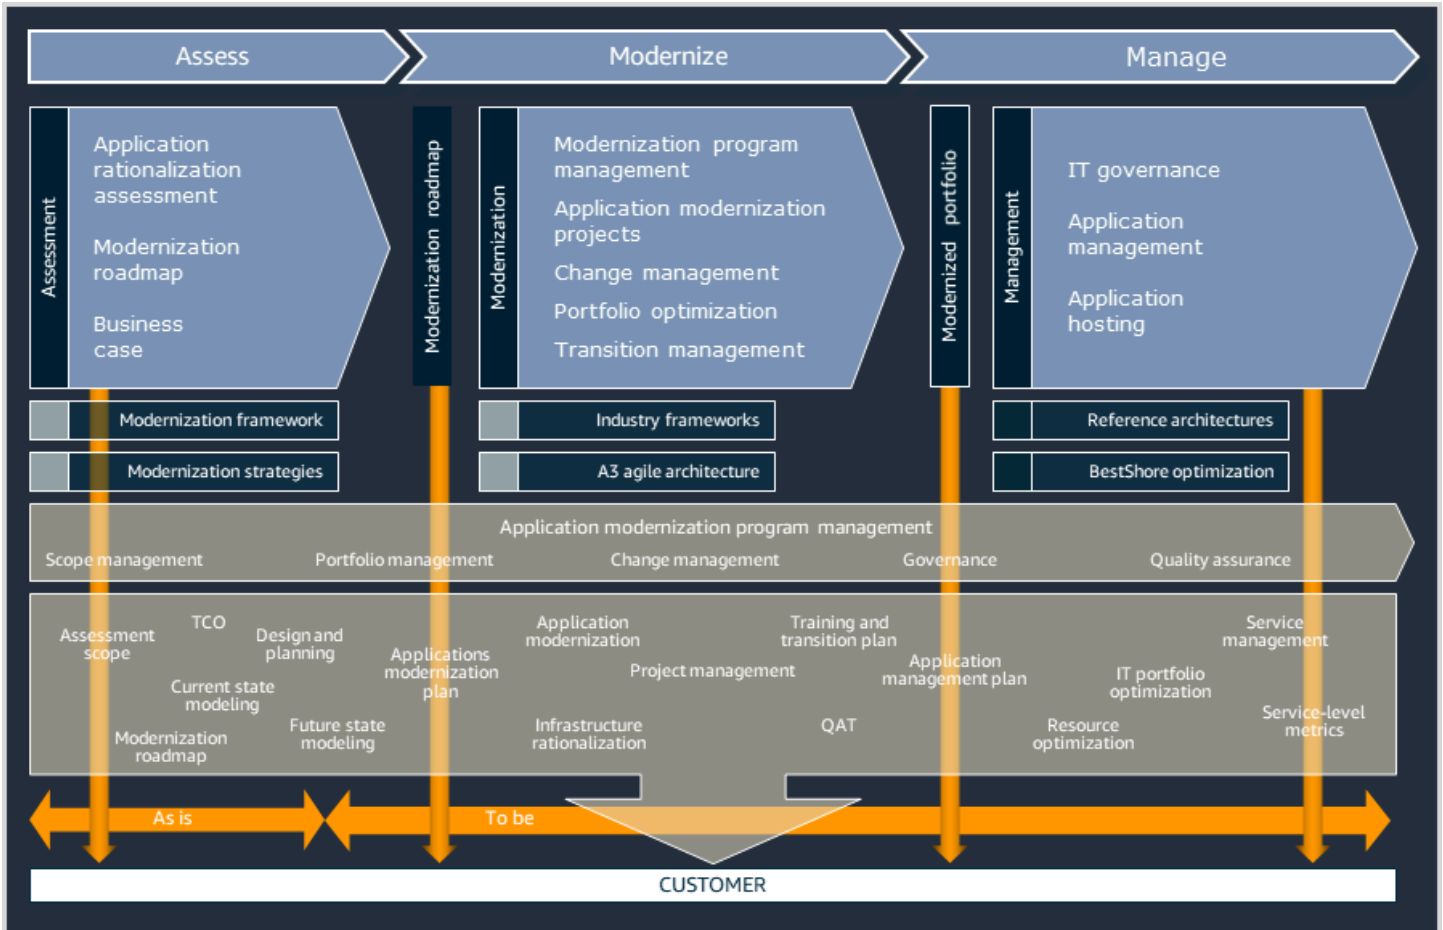 Assess
Modernize
Manage
Assessment
Application
rationalization
assessment
Modernization
roadmap
Business
case
Modernization roadmap
Modernization
Modernization program
management
Application modernization
projects
Change management
Portfolio optimization
Transition management
Modernized portfolio
Management
IT governance
Application
management
Application
hosting
Modernization framework
Industry frameworks
Reference architectures
Modernization strategies
A3 agile architecture
BestShore optimization
Application modernization program management
Scope management
Portfolio management
Change management
Governance
Quality assurance
Assessment
scope
TCO
Design and
planning
Current state
modeling
Modernization
roadmap
Future state
modeling
Applications
modernization
plan
Application
modernization
Project management
Infrastructure
rationalization
Training and
transition plan
QAT
Application
management plan
IT portfolio
optimization
Resource
optimization
Service
management
Service-level
metrics
As is
To be
CUSTOMER